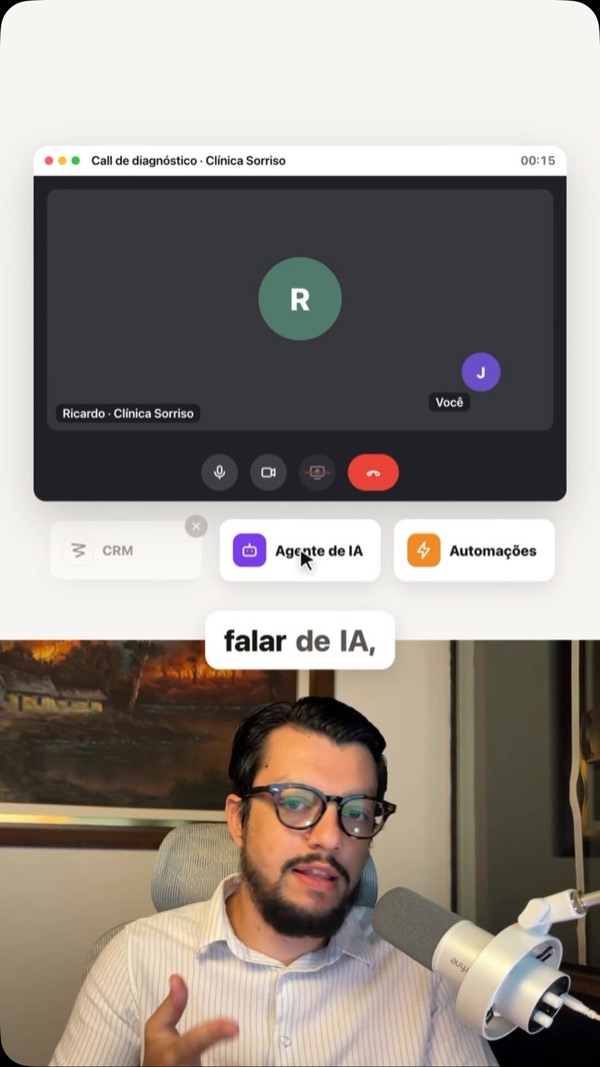 Call de diagnóstico · Clínica Sorriso
00:15
R
J
Você
Ricardo · Clínica Sorriso
CRM
Agente de IA
Automações
falar de IA,